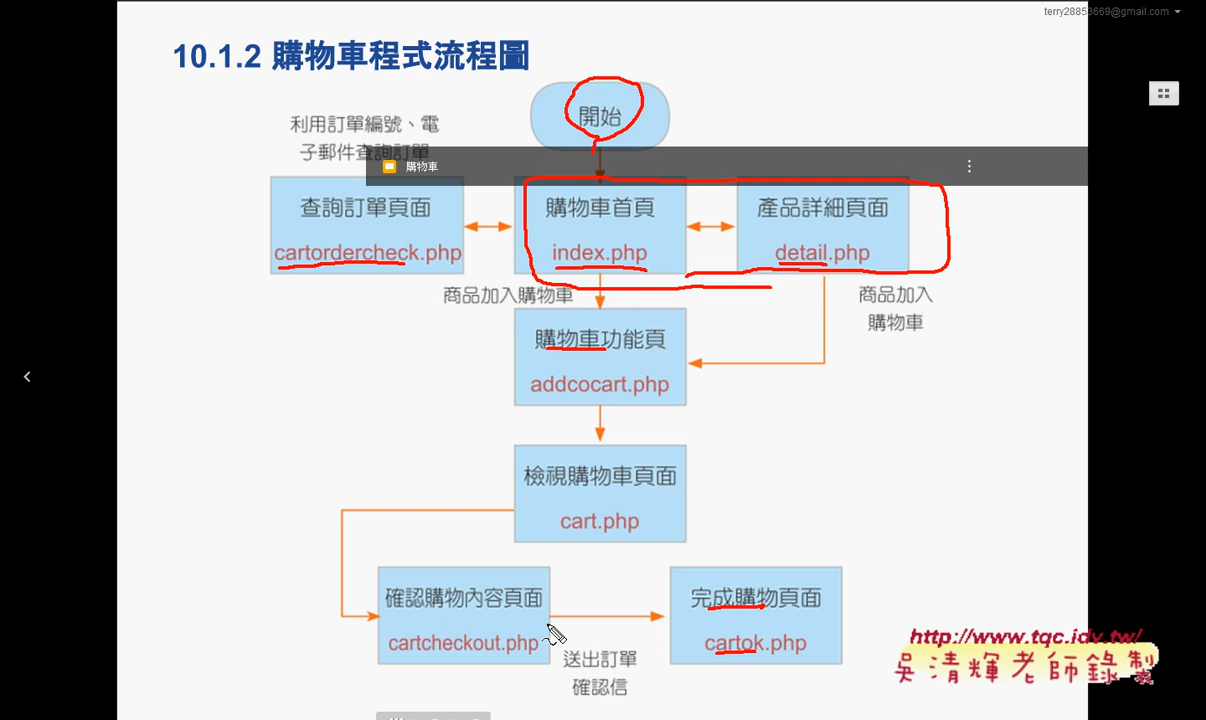 terry28853669@gmail.com
10.1.2 購物車程式流程圖
開始
利用訂單編號、電
子郵件查詢訂單
購物車
查詢訂單頁面
cartordercheck.php
購物車首頁
index.php
產品詳細頁面
detail.php
商品加入購物車
商品加入
購物車
購物車功能頁
addcocart.php
檢視購物車頁面
cart.php
確認購物內容頁面
cartcheckout.php
送出訂單
確認信
完成購物頁面
cartok.php
http://www.tqc.idv.tw/
吳清輝老師錄製